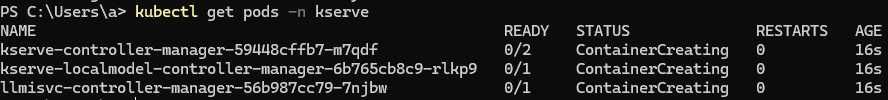 PS C:\Users\a> kubectl get pods -n kserve
NAME READY STATUS RESTARTS AGE
kserve-controller-manager-59448cffb7-m7qdf 0/2 ContainerCreating 0 16s
kserve-localmodel-controller-manager-6b765cb8c9-rlkp9 0/1 ContainerCreating 0 16s
llmisvc-controller-manager-56b987cc79-7njbw 0/1 ContainerCreating 0 16s